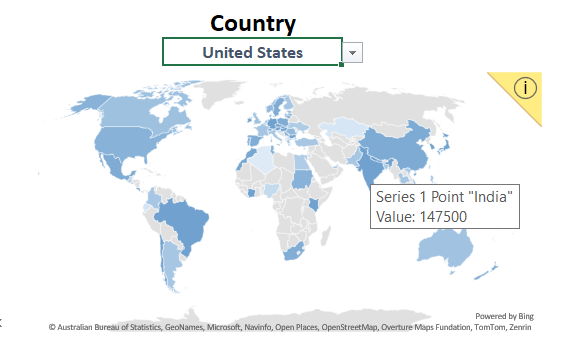 Country
United States
i
Series 1 Point "India"
Value: 147500
Powered by Bing
© Australian Bureau of Statistics, GeoNames, Microsoft, Navinfo, Open Places, OpenStreetMap, Overture Maps Fundation, TomTom, Zenrin